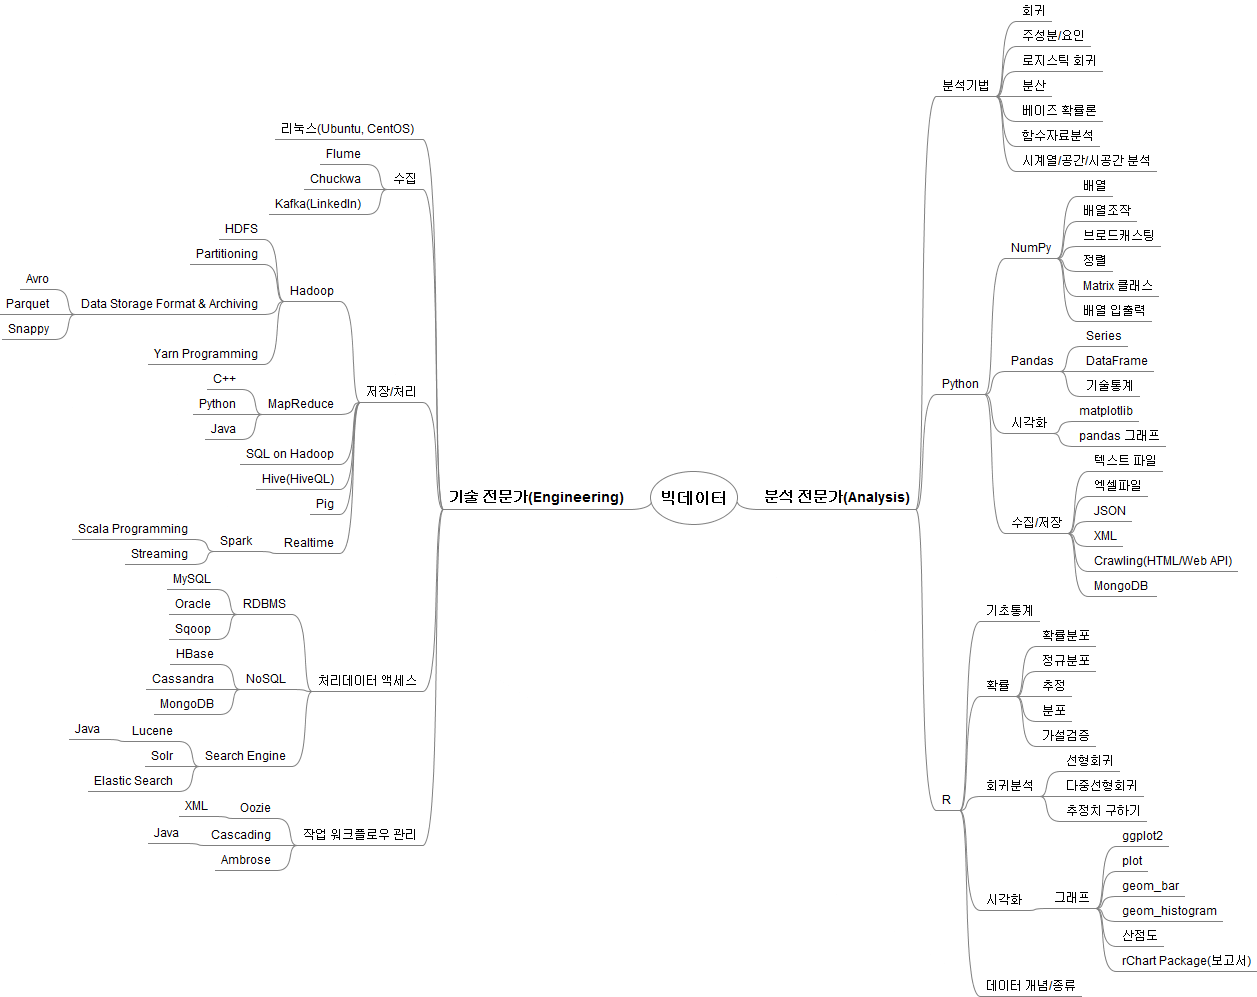 빅데이터
기술 전문가(Engineering)
리눅스(Ubuntu, CentOS)
수집
Flume
Chuckwa
Kafka(LinkedIn)
저장/처리
Hadoop
HDFS
Partitioning
Data Storage Format & Archiving
Avro
Parquet
Snappy
Yarn Programming
MapReduce
C++
Python
Java
SQL on Hadoop
Hive(HiveQL)
Pig
Realtime
Spark
Scala Programming
Streaming
처리데이터 액세스
RDBMS
MySQL
Oracle
Sqoop
NoSQL
HBase
Cassandra
MongoDB
Search Engine
Lucene
Java
Solr
Elastic Search
작업 워크플로우 관리
Oozie
XML
Cascading
Java
Ambrose
분석 전문가(Analysis)
분석기법
회귀
주성분/요인
로지스틱 회귀
분산
베이즈 확률론
함수자료분석
시계열/공간/시공간 분석
Python
NumPy
배열
배열조작
브로드캐스팅
정렬
Matrix 클래스
배열 입출력
Pandas
Series
DataFrame
기술통계
시각화
matplotlib
pandas 그래프
수집/저장
텍스트 파일
엑셀파일
JSON
XML
Crawling(HTML/Web API)
MongoDB
R
기초통계
확률
확률분포
정규분포
추정
분포
가설검증
회귀분석
선형회귀
다중선형회귀
추정치 구하기
시각화
그래프
ggplot2
plot
geom_bar
geom_histogram
산점도
rChart Package(보고서)
데이터 개념/종류